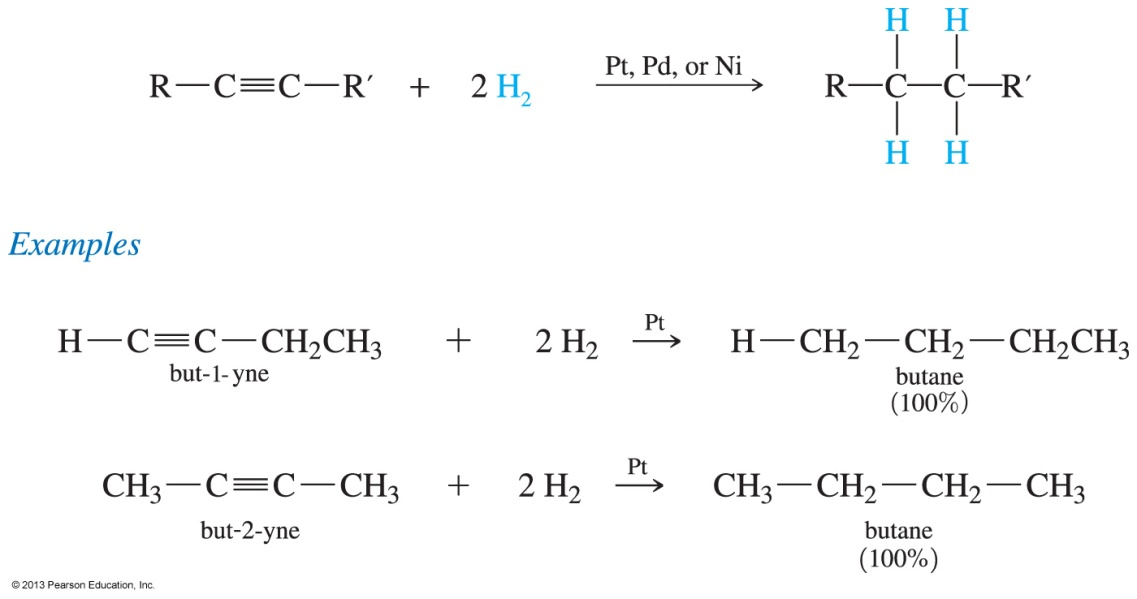 H H
Pt, Pd, or Ni
R—C≡C—R′ + 2 H₂ ⟶ R—C—C—R′
H H
Examples
Pt
H—C≡C—CH₂CH₃ + 2 H₂ ⟶ H—CH₂—CH₂—CH₂CH₃
but-1-yne butane
(100%)
Pt
CH₃—C≡C—CH₃ + 2 H₂ ⟶ CH₃—CH₂—CH₂—CH₃
but-2-yne butane
(100%)
© 2013 Pearson Education, Inc.